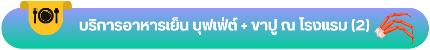 บริการอาหารเย็น บุฟเฟ่ต์ + ขาปู ณ โรงแรม (2)